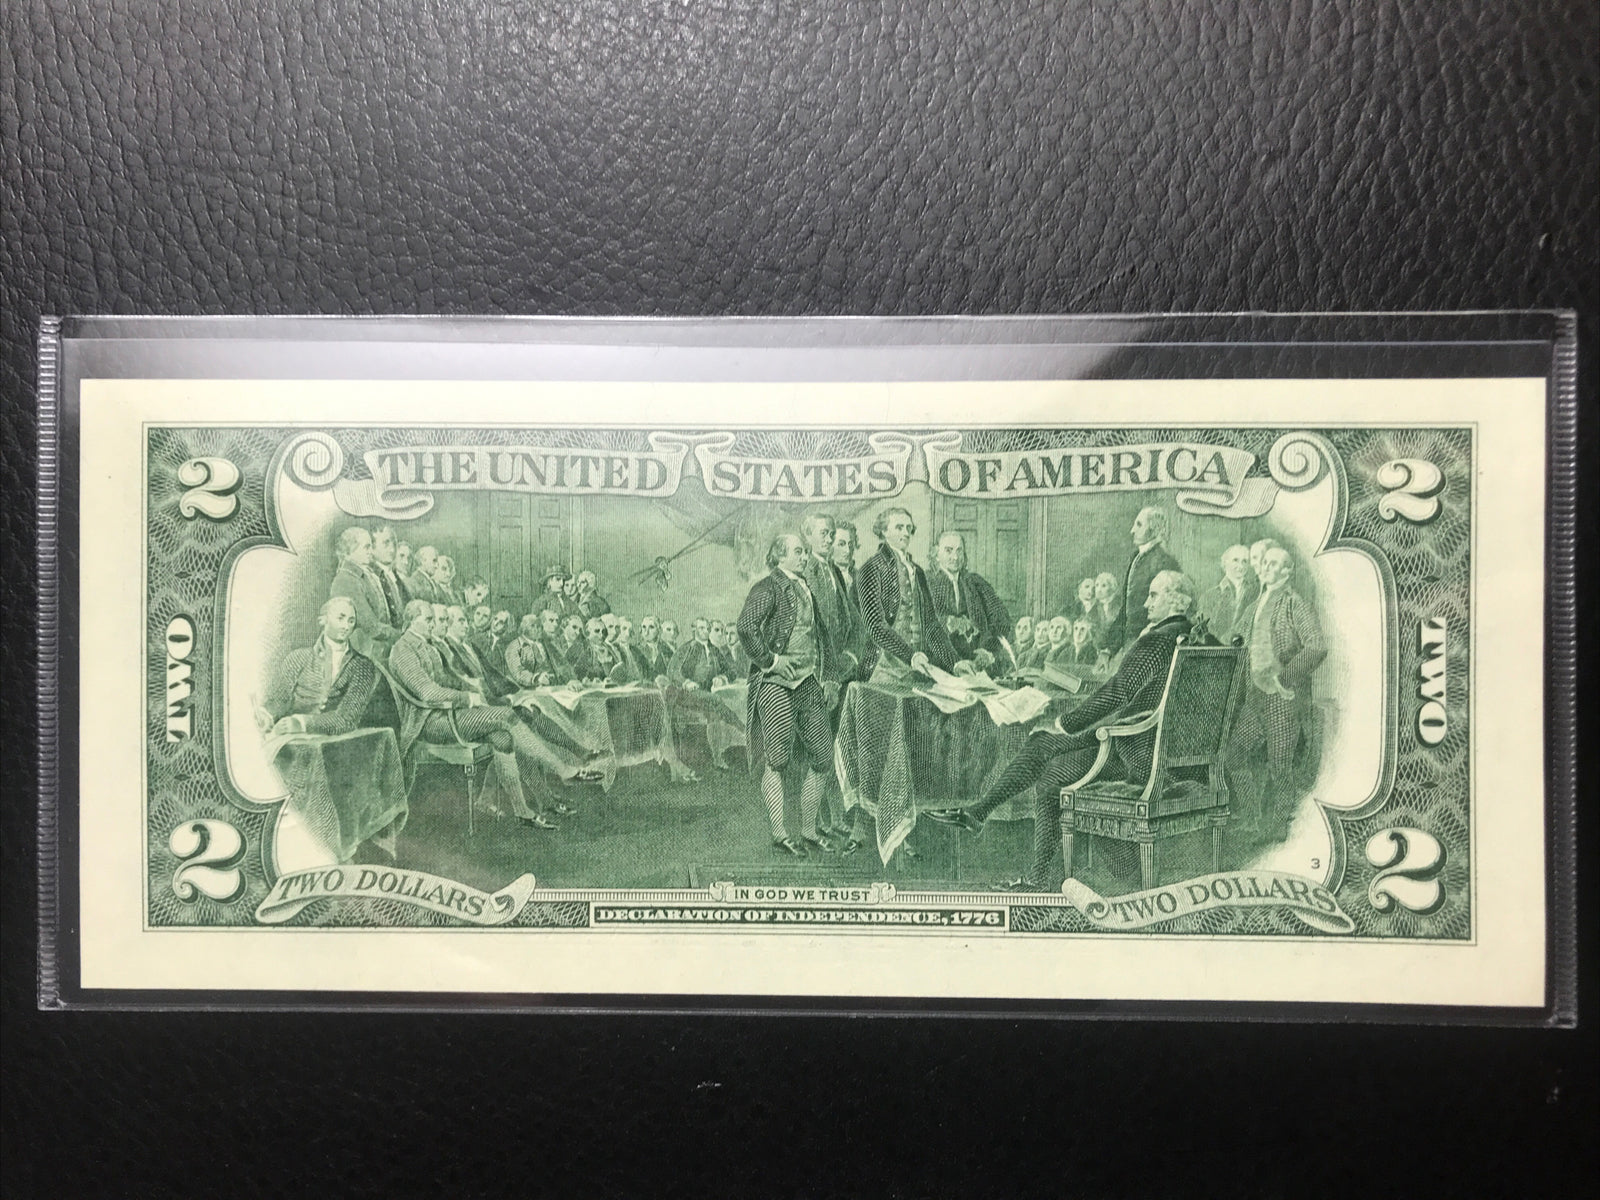 THE UNITED STATES OF AMERICA
2 2
TWO TWO
2 2
3
TWO DOLLARS TWO DOLLARS
IN GOD WE TRUST
DECLARATION OF INDEPENDENCE, 1776